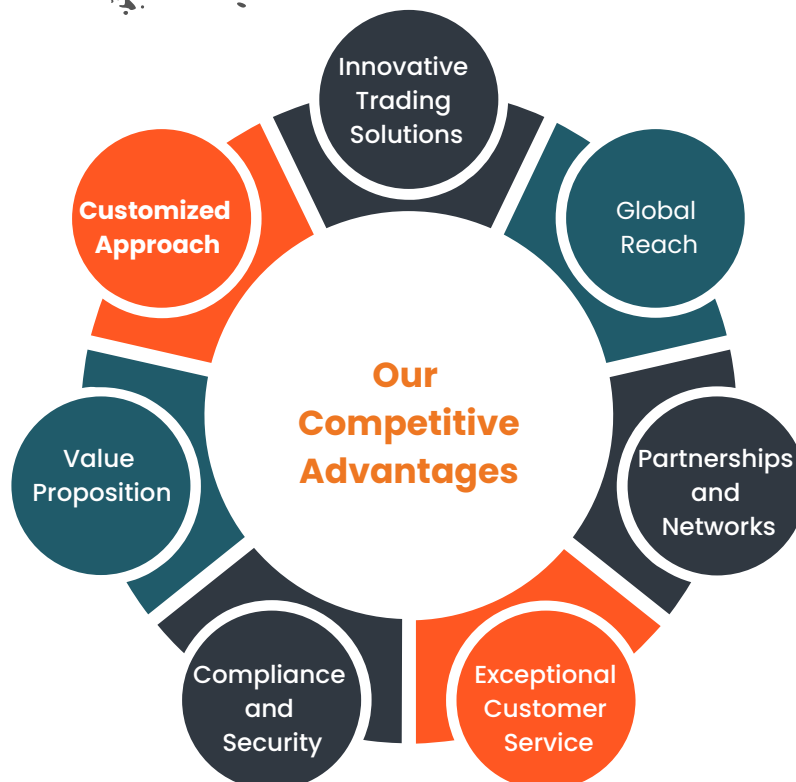 Innovative
Trading
Solutions
Global
Reach
Partnerships
and
Networks
Exceptional
Customer
Service
Compliance
and
Security
Value
Proposition
Customized
Approach
Our
Competitive
Advantages